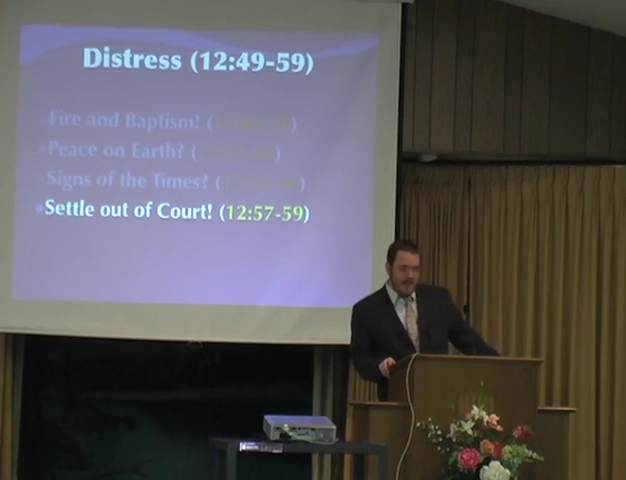 Distress (12:49-59)
Fire and Baptism! (
Peace on Earth? (
Signs of the Times? (
Settle out of Court! (12:57-59)